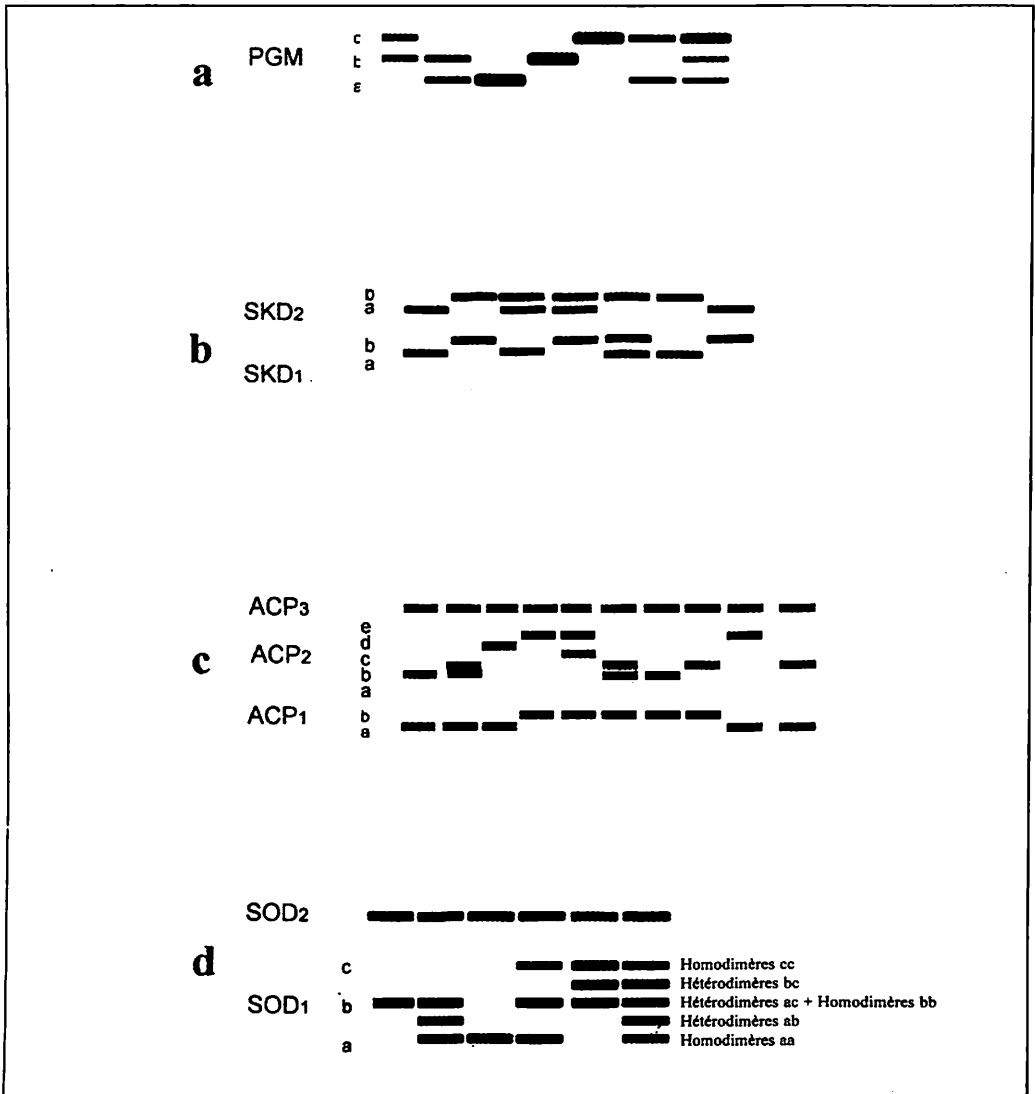 c
a PGM t
ε
b
SKD2 a
b b
a
SKD1
ACP3
e
d
c ACP2 c
b
a
ACP1 b
a
SOD2
d c Homodimères cc
Hétérodimères bc
SOD1 b Hétérodimères ac + Homodimères bb
Hétérodimères ab
a Homodimères aa